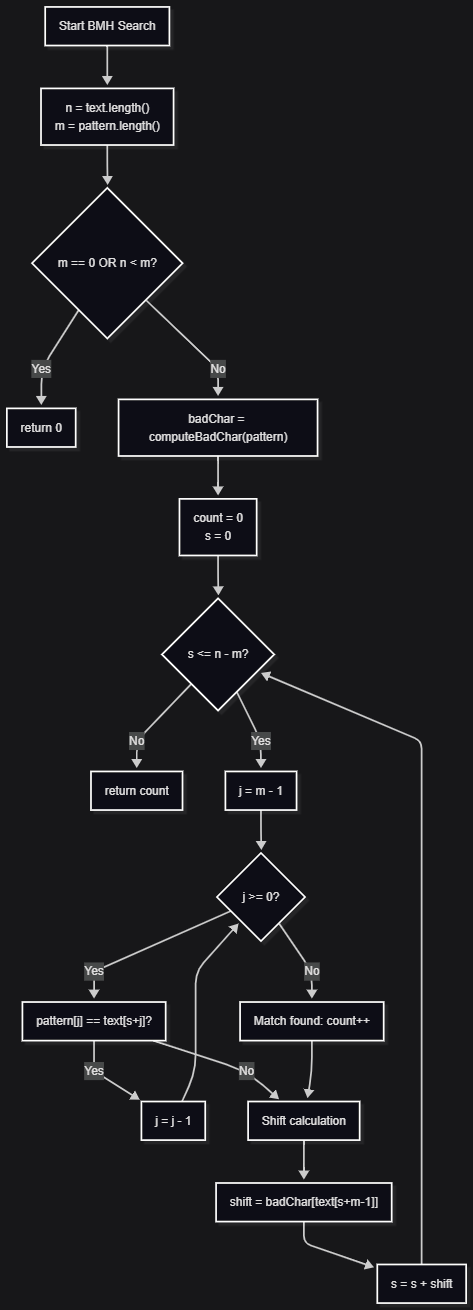 Start BMH Search
n = text.length()
m = pattern.length()
m == 0 OR n < m?
Yes
No
return 0
badChar =
computeBadChar(pattern)
count = 0
s = 0
s <= n - m?
No
Yes
return count
j = m - 1
j >= 0?
Yes
No
pattern[j] == text[s+j]?
Match found: count++
Yes
No
j = j - 1
Shift calculation
shift = badChar[text[s+m-1]]
s = s + shift